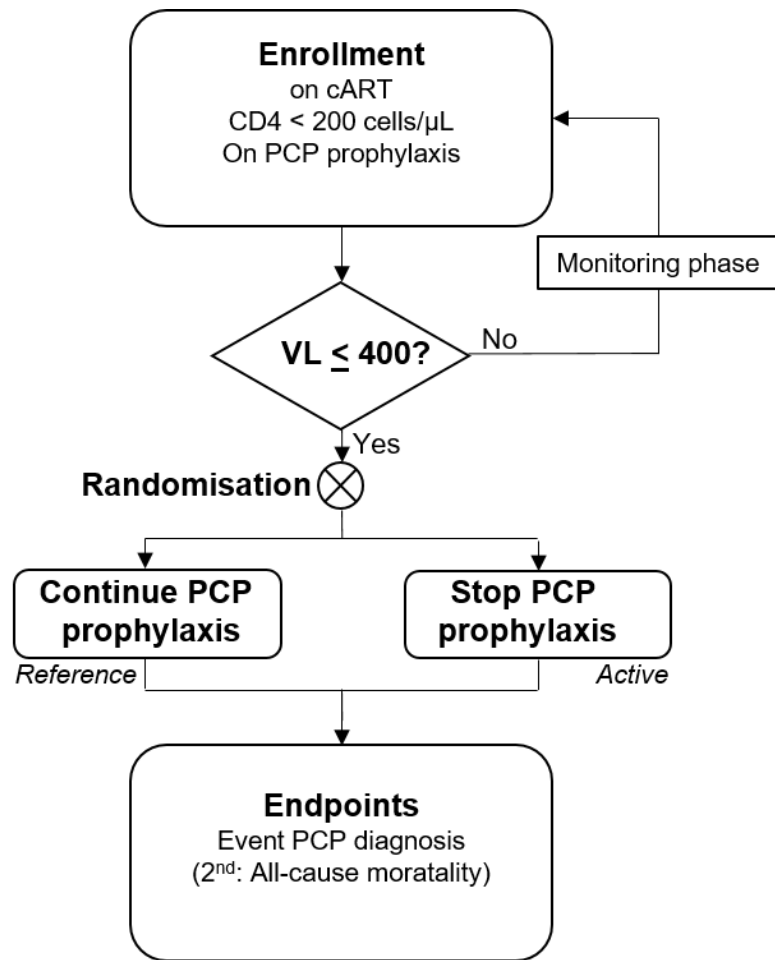 Enrollment
on cART
CD4 < 200 cells/µL
On PCP prophylaxis
Monitoring phase
VL ≤ 400?
No
Yes
Randomisation
Continue PCP
prophylaxis
Stop PCP
prophylaxis
Reference
Active
Endpoints
Event PCP diagnosis
(2nd: All-cause moratality)